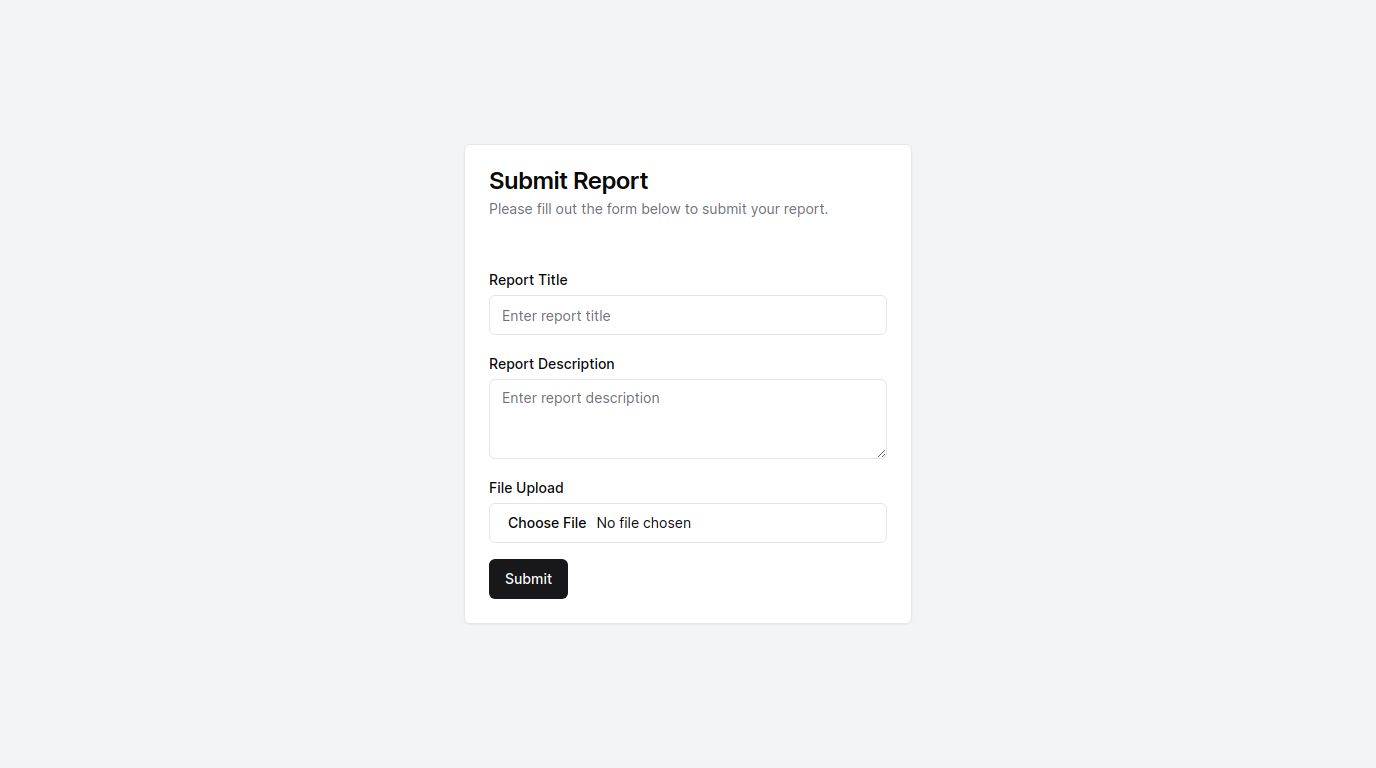 Submit Report
Please fill out the form below to submit your report.
Report Title
Enter report title
Report Description
Enter report description
File Upload
Choose File No file chosen
Submit